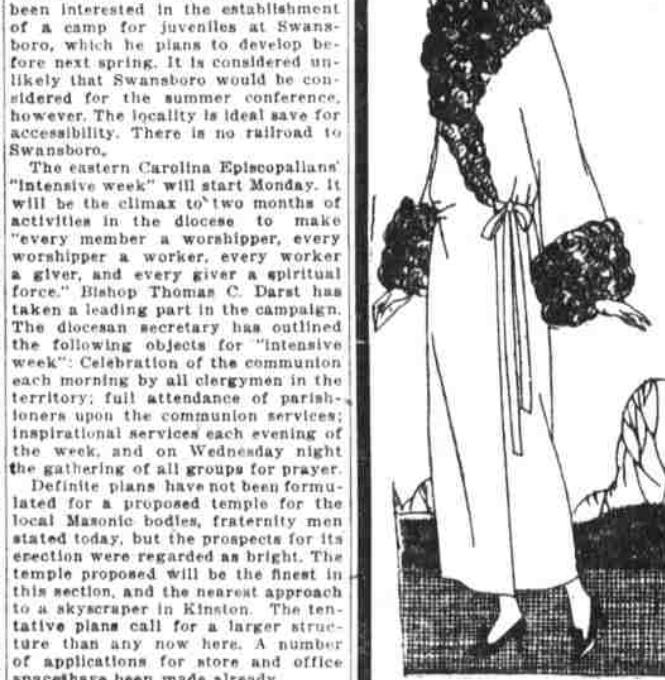 been interested in the establishment
of a camp for juveniles at Swans-
boro, which he plans to develop be-
fore next spring. It is considered un-
likely that Swansboro would be con-
sidered for the summer conference,
however. The locality is ideal save for
accessibility. There is no railroad to
Swansboro.
The eastern Carolina Episcopalians'
"intensive week" will start Monday. It
will be the climax to two months of
activities in the diocese to make
"every member a worshipper, every
worshipper a worker, every worker
a giver, and every giver a spiritual
force." Bishop Thomas C. Darst has
taken a leading part in the campaign.
The diocesan secretary has outlined
the following objects for "intensive
week": Celebration of the communion
each morning by all clergymen in the
territory; full attendance of parish-
ioners upon the communion services;
inspirational services each evening of
the week, and on Wednesday night
the gathering of all groups for prayer.
Definite plans have not been formu-
lated for a proposed temple for the
local Masonic bodies, fraternity men
stated today, but the prospects for its
erection were regarded as bright. The
temple proposed will be the finest in
this section, and the nearest approach
to a skyscraper in Kinston. The ten-
tative plans call for a larger struc-
ture than any now here. A number
of applications for store and office
space have been made already.